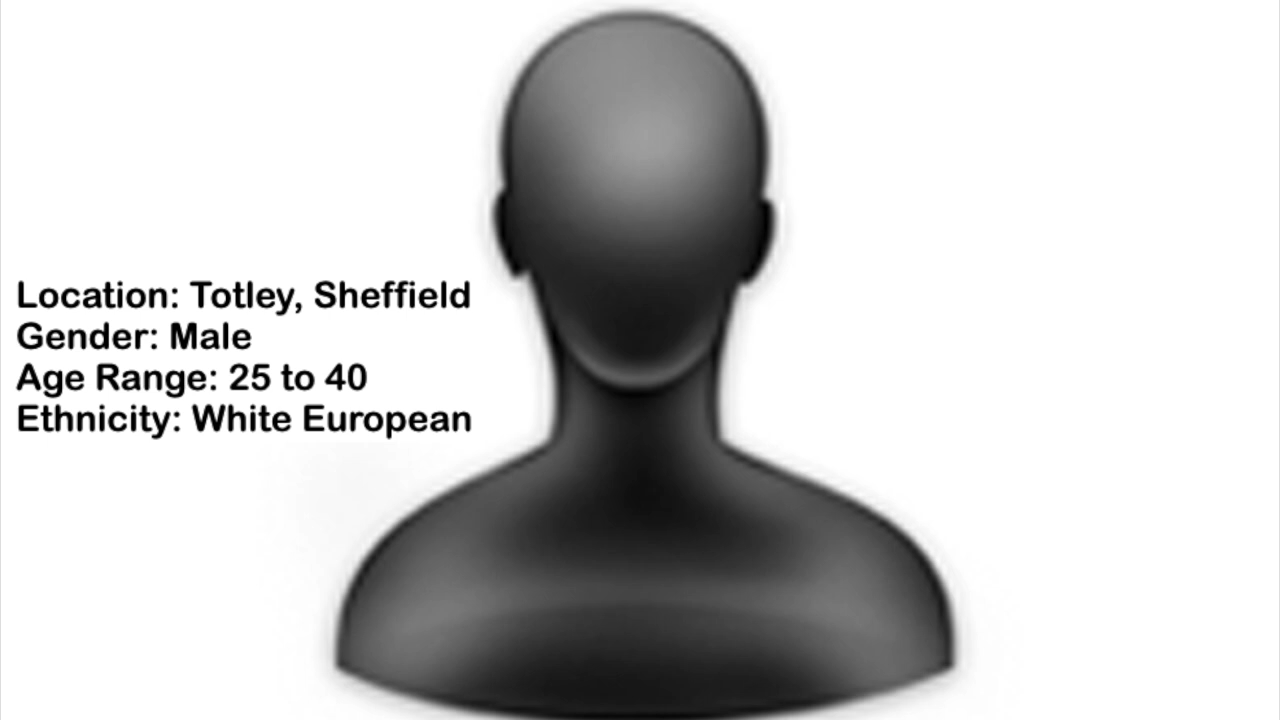 Location: Totley, Sheffield
Gender: Male
Age Range: 25 to 40
Ethnicity: White European